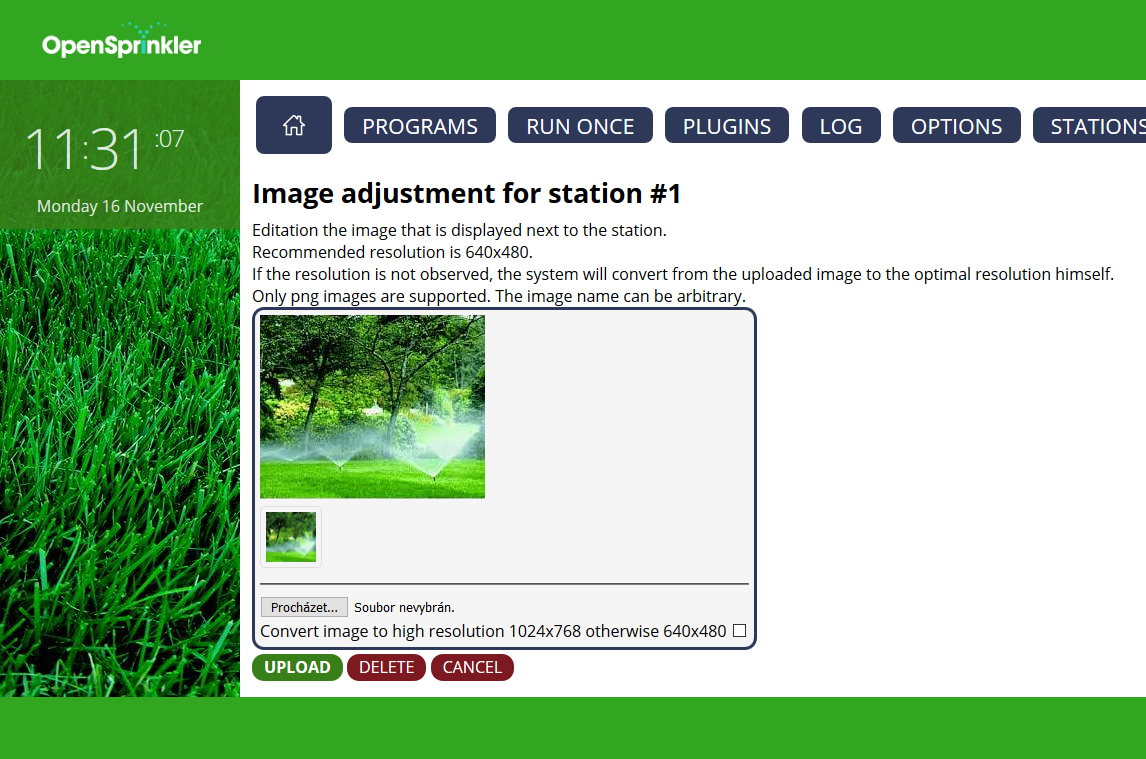 OpenSprinkler
11:31 :07
Monday 16 November
PROGRAMS RUN ONCE PLUGINS LOG OPTIONS STATIONS
Image adjustment for station #1
Editation the image that is displayed next to the station.
Recommended resolution is 640x480.
If the resolution is not observed, the system will convert from the uploaded image to the optimal resolution himself.
Only png images are supported. The image name can be arbitrary.
Procházet... Soubor nevybrán.
Convert image to high resolution 1024x768 otherwise 640x480
UPLOAD DELETE CANCEL